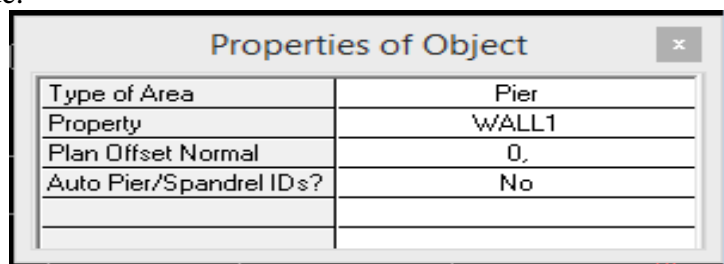 Properties of Object
x
Type of Area Pier
Property WALL1
Plan Offset Normal 0,
Auto Pier/Spandrel IDs? No